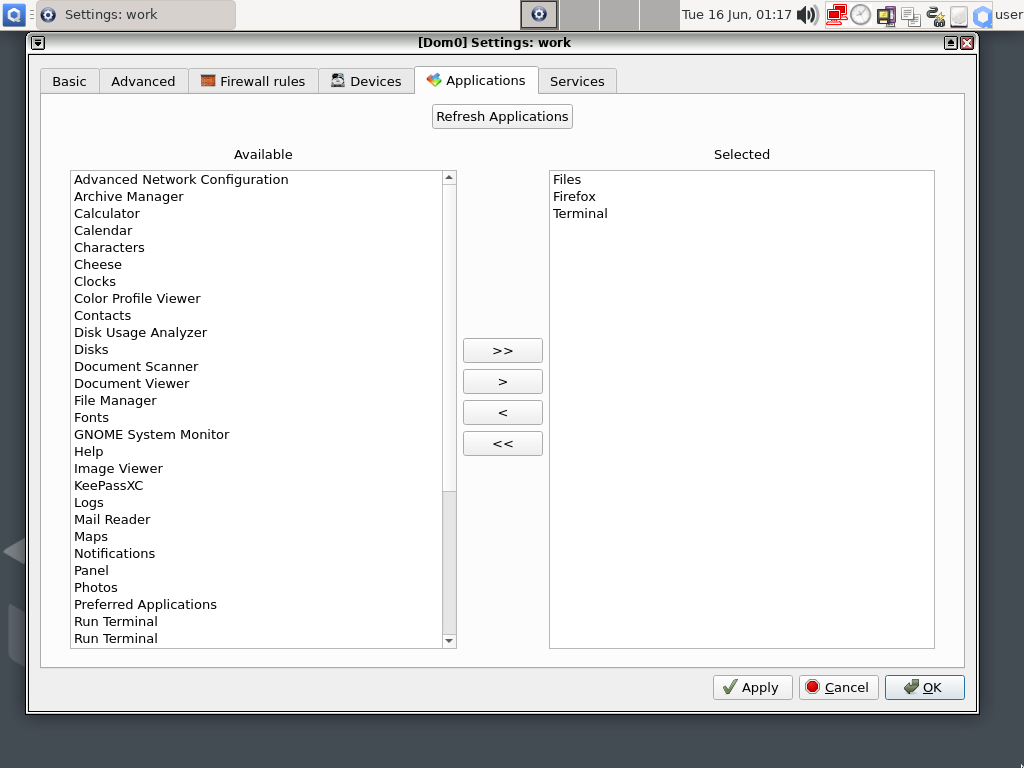 Settings: work
Tue 16 Jun, 01:17
user
[Dom0] Settings: work
Basic
Advanced
Firewall rules
Devices
Applications
Services
Refresh Applications
Available
Selected
Advanced Network Configuration
Archive Manager
Calculator
Calendar
Characters
Cheese
Clocks
Color Profile Viewer
Contacts
Disk Usage Analyzer
Disks
Document Scanner
Document Viewer
File Manager
Fonts
GNOME System Monitor
Help
Image Viewer
KeePassXC
Logs
Mail Reader
Maps
Notifications
Panel
Photos
Preferred Applications
Run Terminal
Run Terminal
>>
>
<
<<
Files
Firefox
Terminal
Apply
Cancel
OK